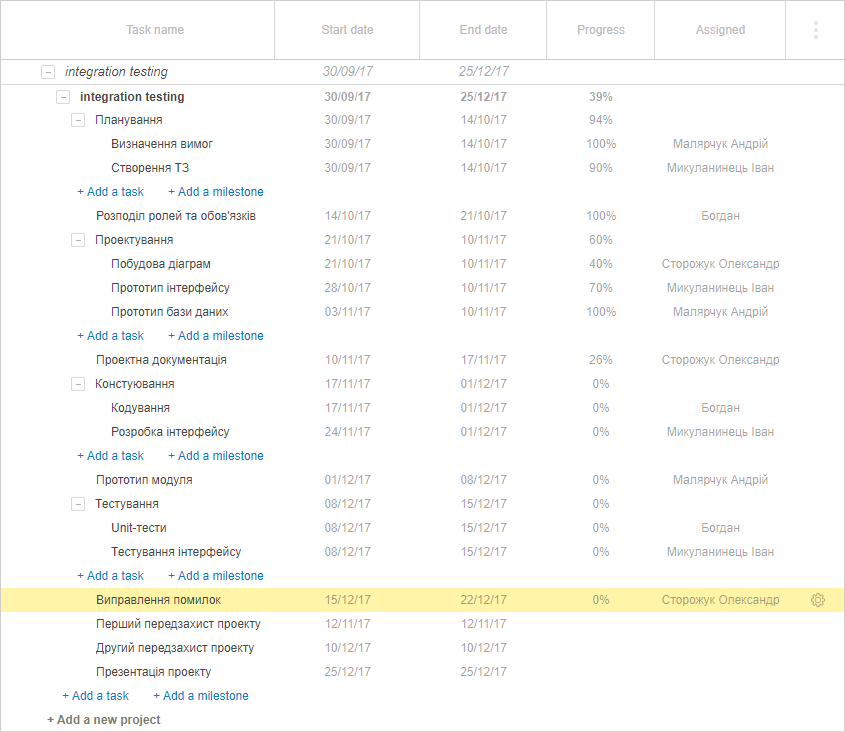 Task name Start date End date Progress Assigned
integration testing 30/09/17 25/12/17
integration testing 30/09/17 25/12/17 39%
Планування 30/09/17 14/10/17 94%
Визначення вимог 30/09/17 14/10/17 100% Малярчук Андрій
Створення ТЗ 30/09/17 14/10/17 90% Микуланинець Іван
+ Add a task + Add a milestone
Розподіл ролей та обов'язків 14/10/17 21/10/17 100% Богдан
Проектування 21/10/17 10/11/17 60%
Побудова діаграм 21/10/17 10/11/17 40% Сторожук Олександр
Прототип інтерфейсу 28/10/17 10/11/17 70% Микуланинець Іван
Прототип бази даних 03/11/17 10/11/17 100% Малярчук Андрій
+ Add a task + Add a milestone
Проектна документація 10/11/17 17/11/17 26% Сторожук Олександр
Констуювання 17/11/17 01/12/17 0%
Кодування 17/11/17 01/12/17 0% Богдан
Розробка інтерфейсу 24/11/17 01/12/17 0% Микуланинець Іван
+ Add a task + Add a milestone
Прототип модуля 01/12/17 08/12/17 0% Малярчук Андрій
Тестування 08/12/17 15/12/17 0%
Unit-тести 08/12/17 15/12/17 0% Богдан
Тестування інтерфейсу 08/12/17 15/12/17 0% Микуланинець Іван
+ Add a task + Add a milestone
Виправлення помилок 15/12/17 22/12/17 0% Сторожук Олександр
Перший передзахист проекту 12/11/17 12/11/17
Другий передзахист проекту 10/12/17 10/12/17
Презентація проекту 25/12/17 25/12/17
+ Add a task + Add a milestone
+ Add a new project